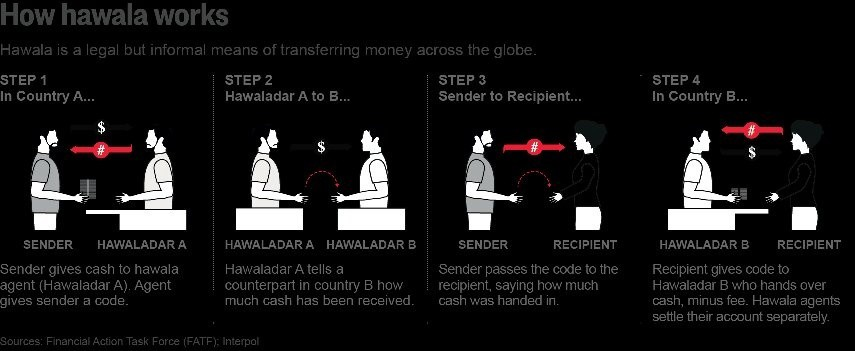 How hawala works
Hawala is a legal but informal means of transferring money across the globe.
STEP 1
In Country A...
$
#
SENDER
HAWALADAR A
Sender gives cash to hawala
agent (Hawaladar A). Agent
gives sender a code.
STEP 2
Hawaladar A to B...
$
HAWALADAR A
HAWALADAR B
Hawaladar A tells a
counterpart in country B how
much cash has been received.
STEP 3
Sender to Recipient...
#
SENDER
RECIPIENT
Sender passes the code to the
recipient, saying how much
cash was handed in.
STEP 4
In Country B...
#
$
HAWALADAR B
RECIPIENT
Recipient gives code to
Hawaladar B who hands over
cash, minus fee. Hawala agents
settle their account separately.
Sources: Financial Action Task Force (FATF); Interpol